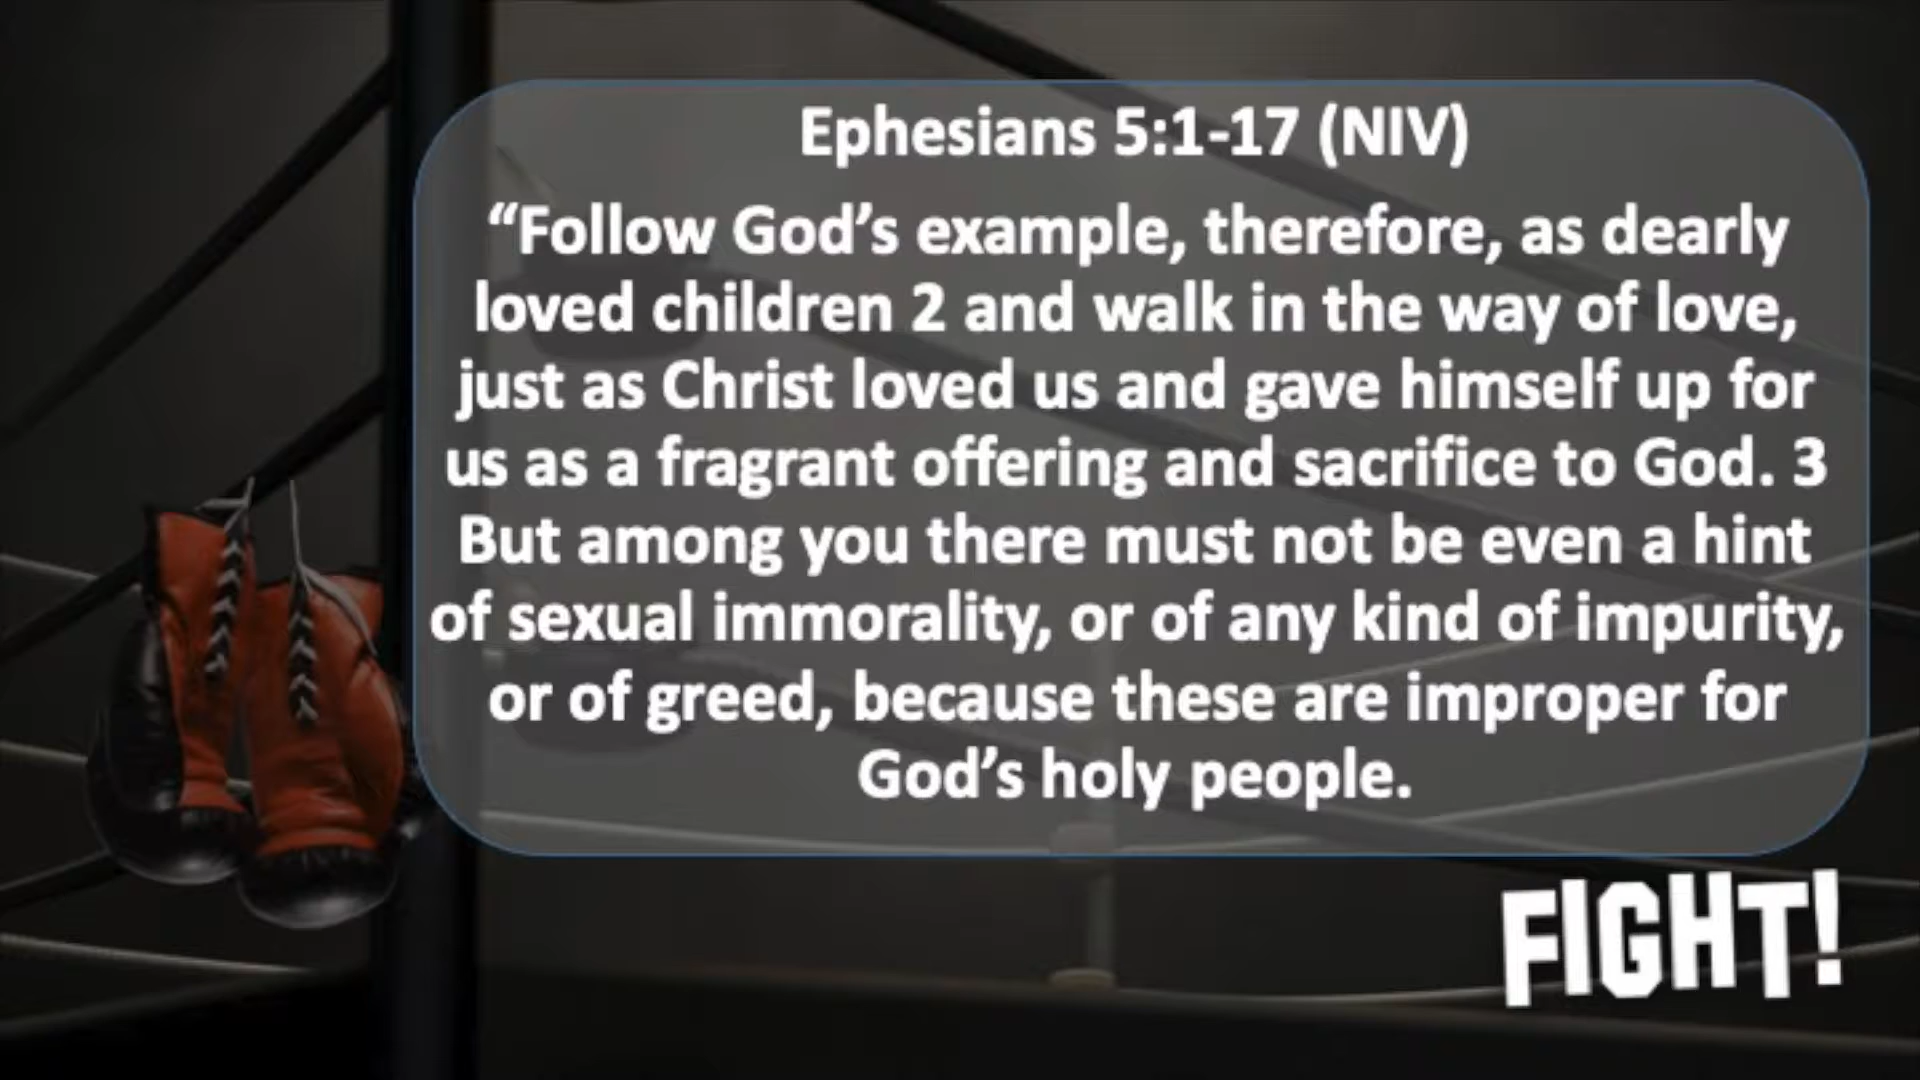 Ephesians 5:1-17 (NIV)
“Follow God’s example, therefore, as dearly
loved children 2 and walk in the way of love,
just as Christ loved us and gave himself up for
us as a fragrant offering and sacrifice to God. 3
But among you there must not be even a hint
of sexual immorality, or of any kind of impurity,
or of greed, because these are improper for
God’s holy people.
FIGHT!